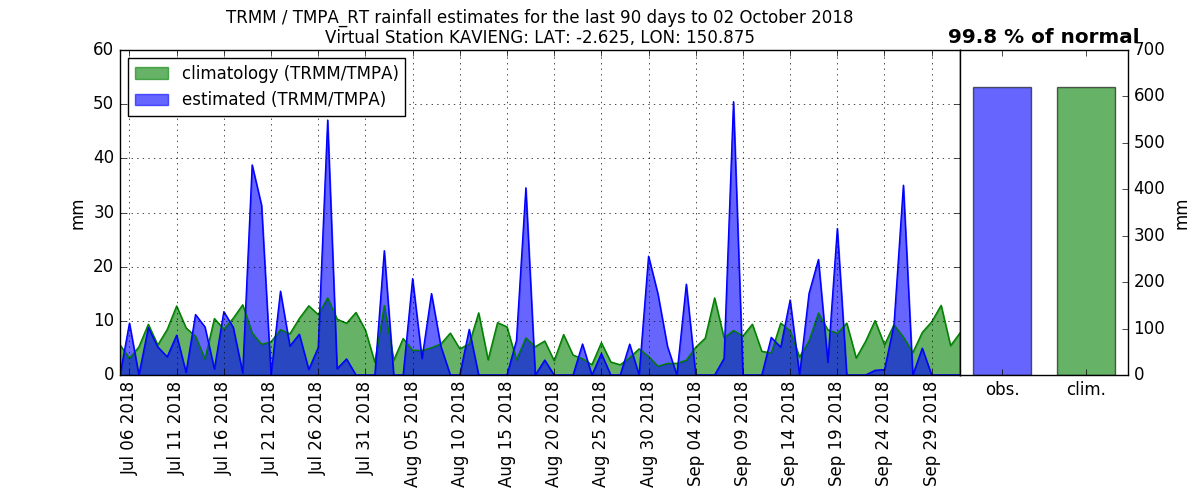 TRMM / TMPA_RT rainfall estimates for the last 90 days to 02 October 2018
Virtual Station KAVIENG: LAT: -2.625, LON: 150.875
99.8 % of normal
climatology (TRMM/TMPA)
estimated (TRMM/TMPA)
60
50
40
30
20
10
0
mm
Jul 06 2018
Jul 11 2018
Jul 16 2018
Jul 21 2018
Jul 26 2018
Jul 31 2018
Aug 05 2018
Aug 10 2018
Aug 15 2018
Aug 20 2018
Aug 25 2018
Aug 30 2018
Sep 04 2018
Sep 09 2018
Sep 14 2018
Sep 19 2018
Sep 24 2018
Sep 29 2018
obs.
clim.
700
600
500
400
300
200
100
0
mm